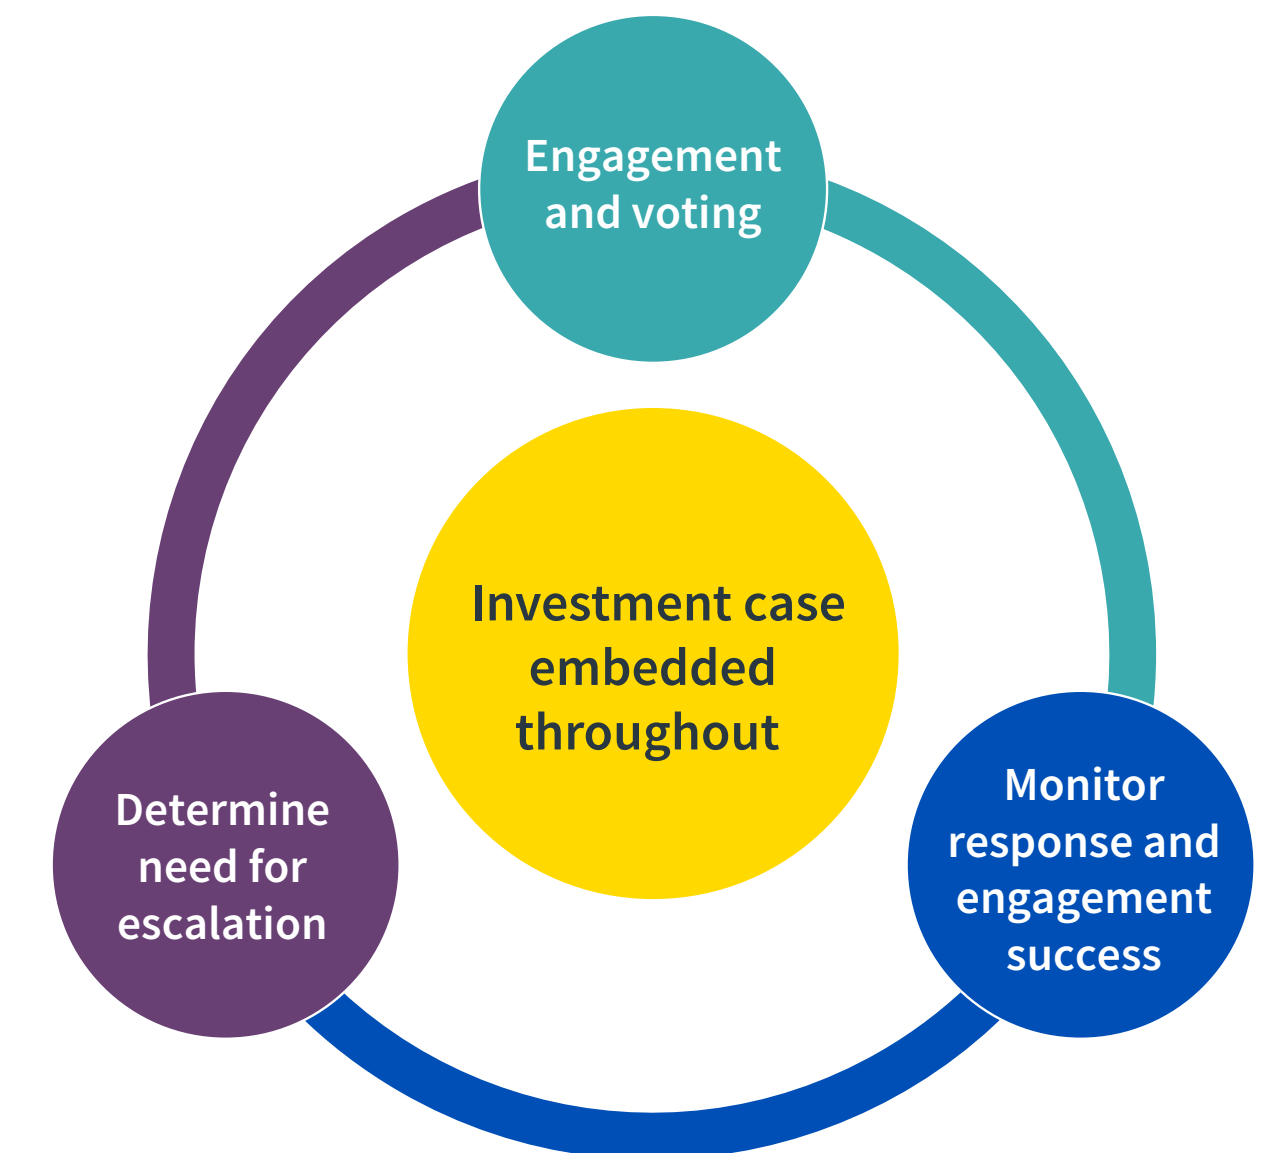 Engagement
and voting
Investment case
embedded
throughout
Determine
need for
escalation
Monitor
response and
engagement
success